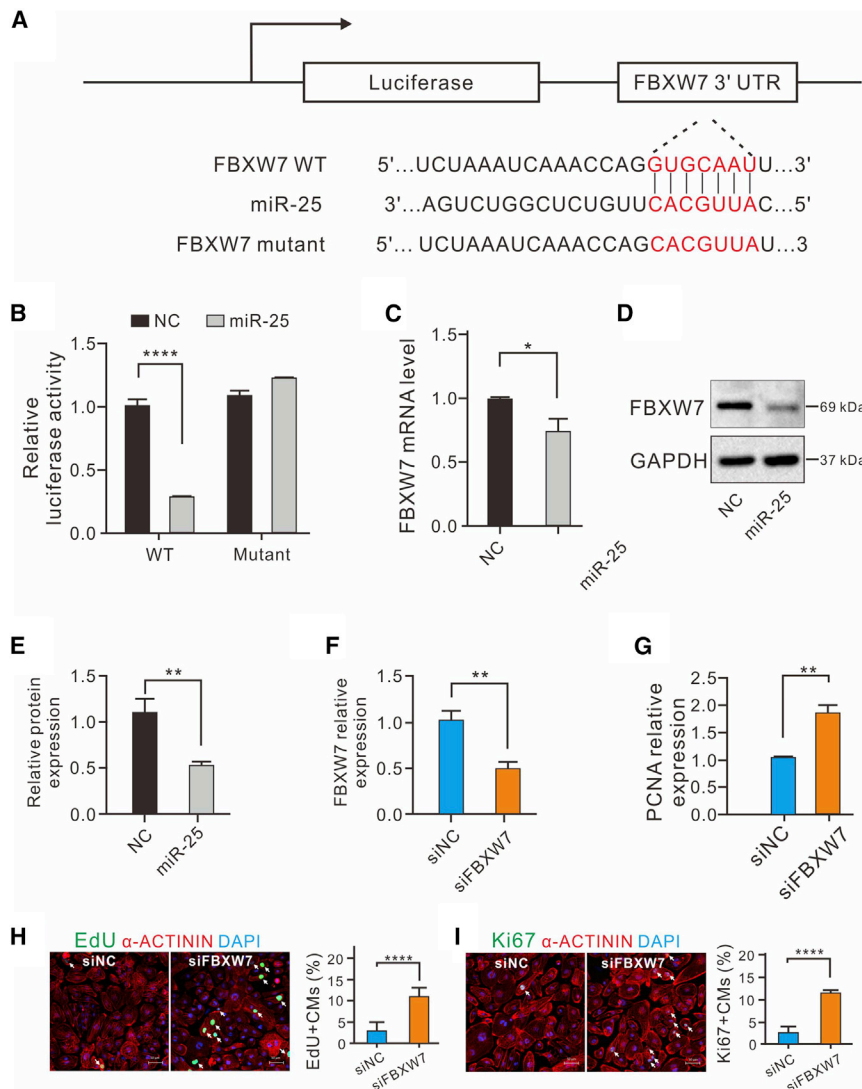 A
Luciferase
FBXW7 3' UTR
FBXW7 WT 5'...UCUAAAUCAAACCAGGUGCAAUU...3'
miR-25 3'...AGUCUGGCUCUGUUCACGUUAC...5'
FBXW7 mutant 5'... UCUAAAUCAAACCAGCACGUUAU...3
B
NC miR-25
Relative
luciferase activity
1.5
1.0
0.5
0.0
****
WT Mutant
C
FBXW7 mRNA level
1.5
1.0
0.5
0.0
*
NC
miR-25
D
FBXW7 69 kDa
GAPDH 37 kDa
NC
miR-25
E
Relative protein
expression
1.5
1.0
0.5
0.0
**
NC
miR-25
F
FBXW7 relative
expression
1.5
1.0
0.5
0.0
**
siNC
siFBXW7
G
PCNA relative
expression
2.5
2.0
1.5
1.0
0.5
0.0
**
siNC
siFBXW7
H
EdU α-ACTININ DAPI
siNC siFBXW7
EdU+CMs (%)
20
15
10
5
0
****
siNC
siFBXW7
I
Ki67 α-ACTININ DAPI
siNC siFBXW7
Ki67+CMs (%)
20
15
10
5
0
****
siNC
siFBXW7